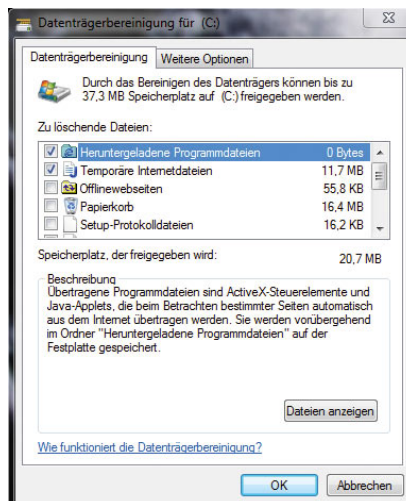 Datenträgerbereinigung für (C:)
Datenträgerbereinigung Weitere Optionen
Durch das Bereinigen des Datenträgers können bis zu
37,3 MB Speicherplatz auf (C:) freigegeben werden.
Zu löschende Dateien:
Heruntergeladene Programmdateien 0 Bytes
Temporäre Internetdateien 11,7 MB
Offlinewebseiten 55,8 KB
Papierkorb 16,4 MB
Setup-Protokolldateien 16,2 KB
Speicherplatz, der freigegeben wird: 20,7 MB
Beschreibung
Übertragene Programmdateien sind ActiveX-Steuerelemente und
Java-Applets, die beim Betrachten bestimmter Seiten automatisch
aus dem Internet übertragen werden. Sie werden vorübergehend
im Ordner "Heruntergeladene Programmdateien" auf der
Festplatte gespeichert.
Dateien anzeigen
Wie funktioniert die Datenträgerbereinigung?
OK Abbrechen